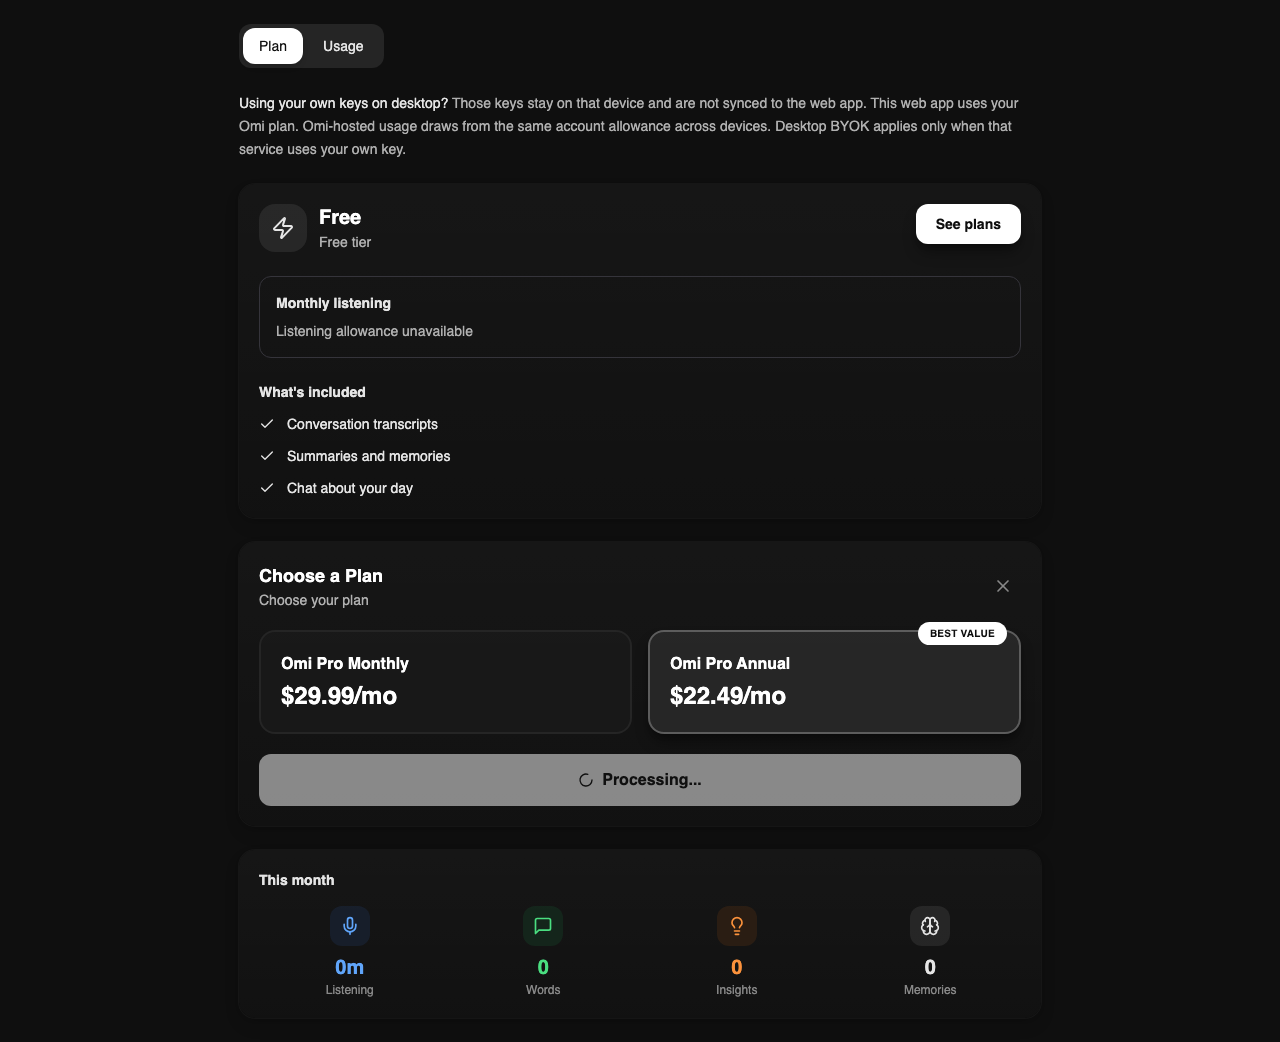 Plan
Usage
Using your own keys on desktop? Those keys stay on that device and are not synced to the web app. This web app uses your
Omi plan. Omi-hosted usage draws from the same account allowance across devices. Desktop BYOK applies only when that
service uses your own key.
Free
Free tier
See plans
Monthly listening
Listening allowance unavailable
What's included
Conversation transcripts
Summaries and memories
Chat about your day
Choose a Plan
Choose your plan
BEST VALUE
Omi Pro Monthly
$29.99/mo
Omi Pro Annual
$22.49/mo
Processing...
This month
0m
Listening
0
Words
0
Insights
0
Memories